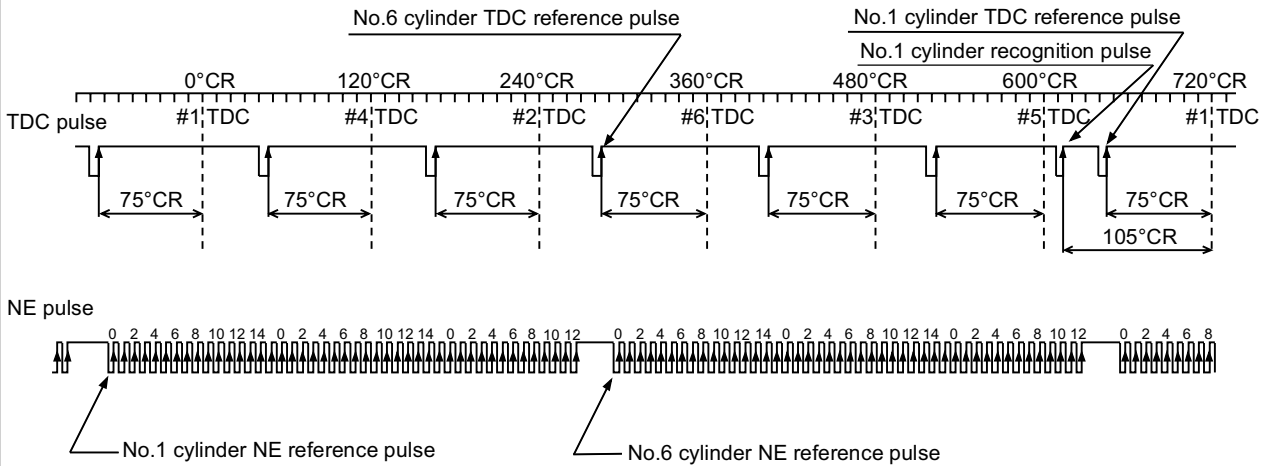 No.6 cylinder TDC reference pulse
No.1 cylinder TDC reference pulse
No.1 cylinder recognition pulse
0°CR 120°CR 240°CR 360°CR 480°CR 600°CR 720°CR
TDC pulse
#1 TDC #4 TDC #2 TDC #6 TDC #3 TDC #5 TDC #1 TDC
75°CR 75°CR 75°CR 75°CR 75°CR 75°CR 75°CR
105°CR
NE pulse
0 2 4 6 8 10 12 14 0 2 4 6 8 10 12 14 0 2 4 6 8 10 12 0 2 4 6 8 10 12 14 0 2 4 6 8 10 12 14 0 2 4 6 8 10 12 0 2 4 6 8
No.1 cylinder NE reference pulse
No.6 cylinder NE reference pulse